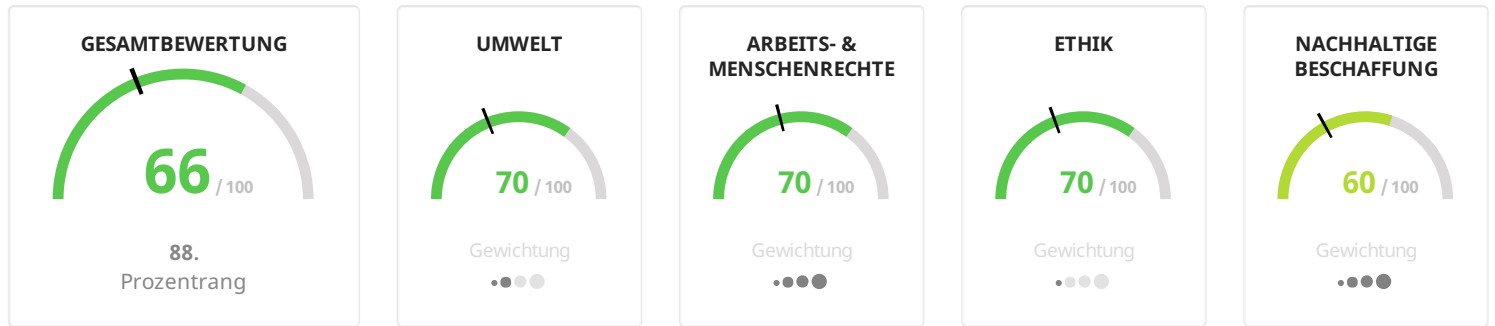 GESAMTBEWERTUNG
66 / 100
88.
Prozentrang
UMWELT
70 / 100
Gewichtung
ARBEITS- &
MENSCHENRECHTE
70 / 100
Gewichtung
ETHIK
70 / 100
Gewichtung
NACHHALTIGE
BESCHAFFUNG
60 / 100
Gewichtung